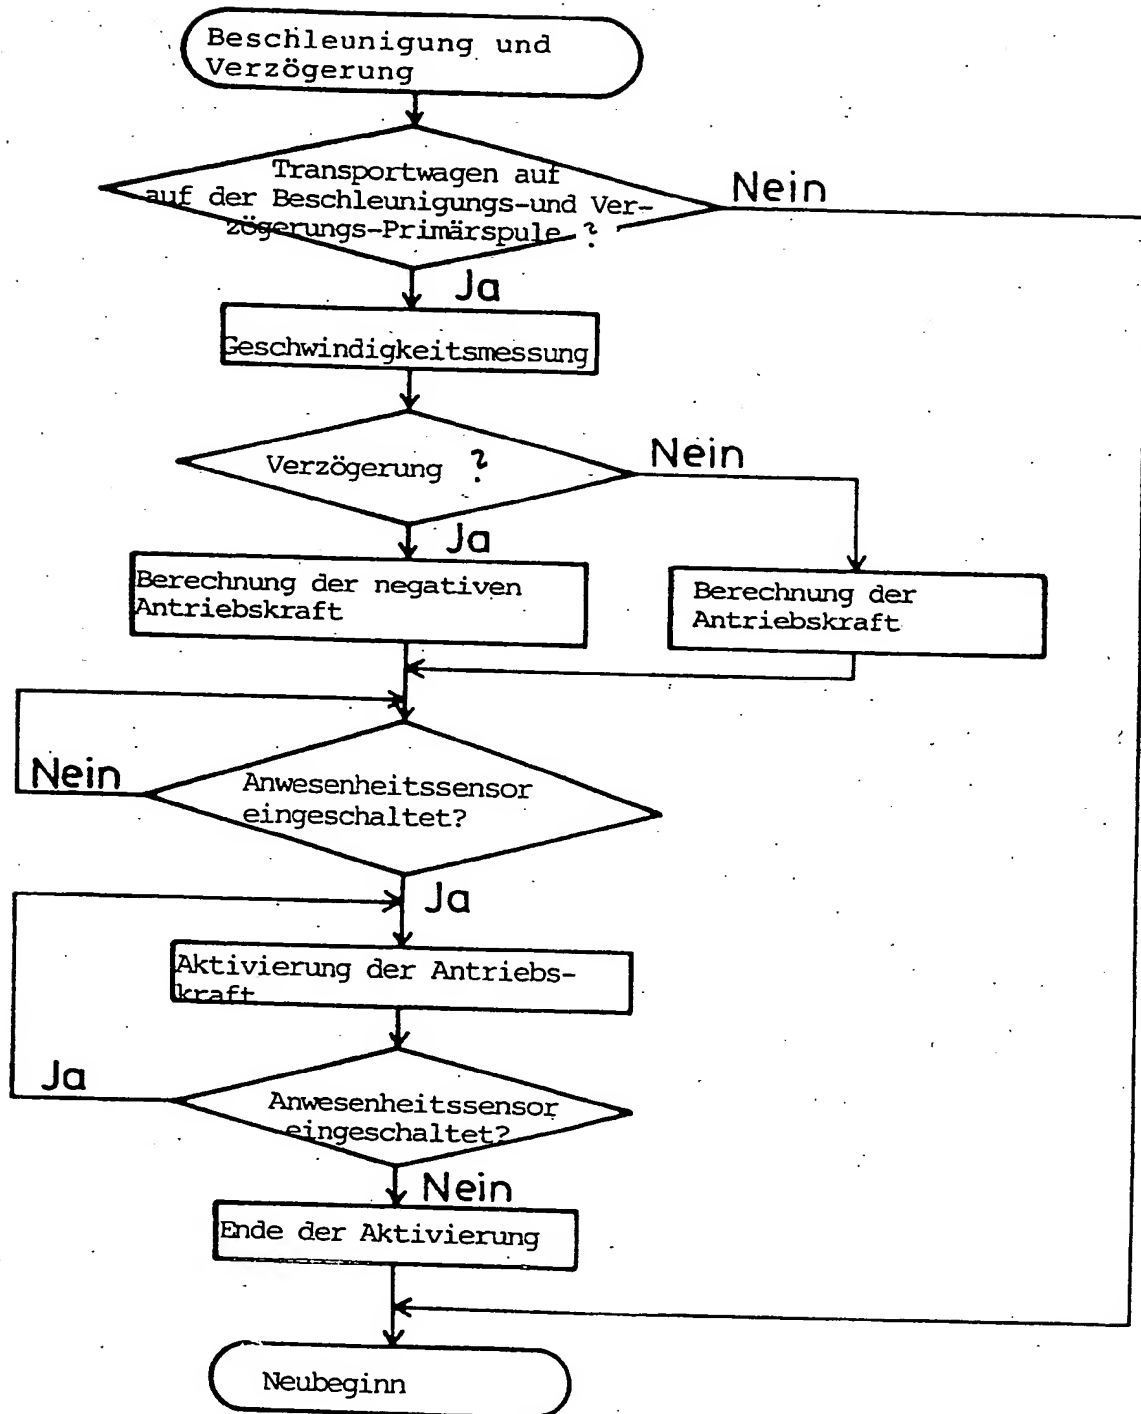 Beschleunigung und
Verzögerung
Transportwagen auf
auf der Beschleunigungs-und Ver-
zögerungs-Primärspule ?
Nein
Ja
Geschwindigkeitsmessung
Verzögerung ?
Nein
Ja
Berechnung der negativen
Antriebskraft
Berechnung der
Antriebskraft
Nein
Anwesenheitssensor
eingeschaltet?
Ja
Aktivierung der Antriebs-
kraft
Ja
Anwesenheitssensor
eingeschaltet?
Nein
Ende der Aktivierung
Neubeginn